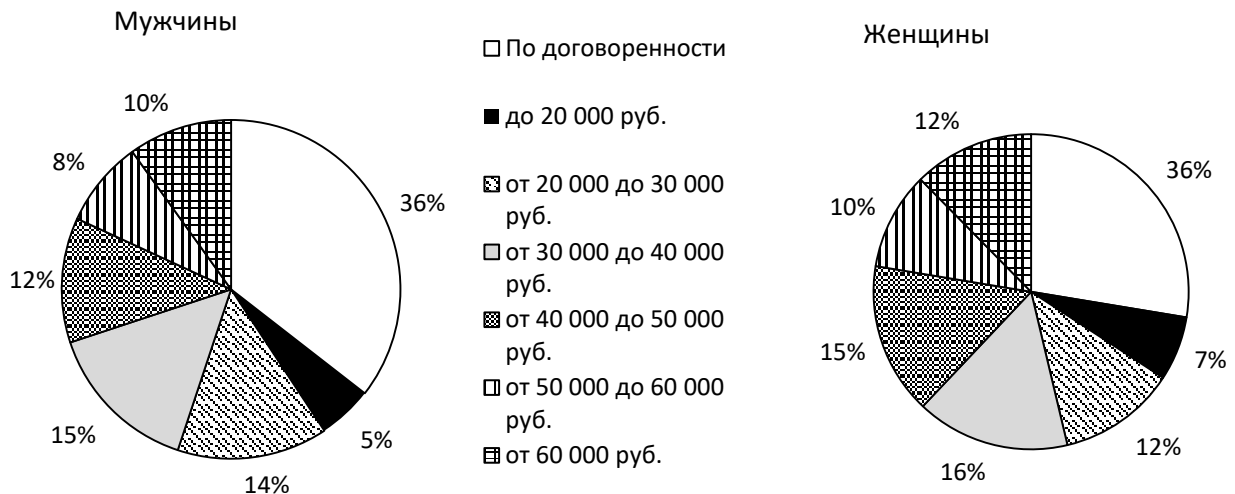 Мужчины
10%
8%
36%
12%
15%
5%
14%
По договоренности
до 20 000 руб.
от 20 000 до 30 000
руб.
от 30 000 до 40 000
руб.
от 40 000 до 50 000
руб.
от 50 000 до 60 000
руб.
от 60 000 руб.
Женщины
12%
36%
10%
15%
7%
12%
16%